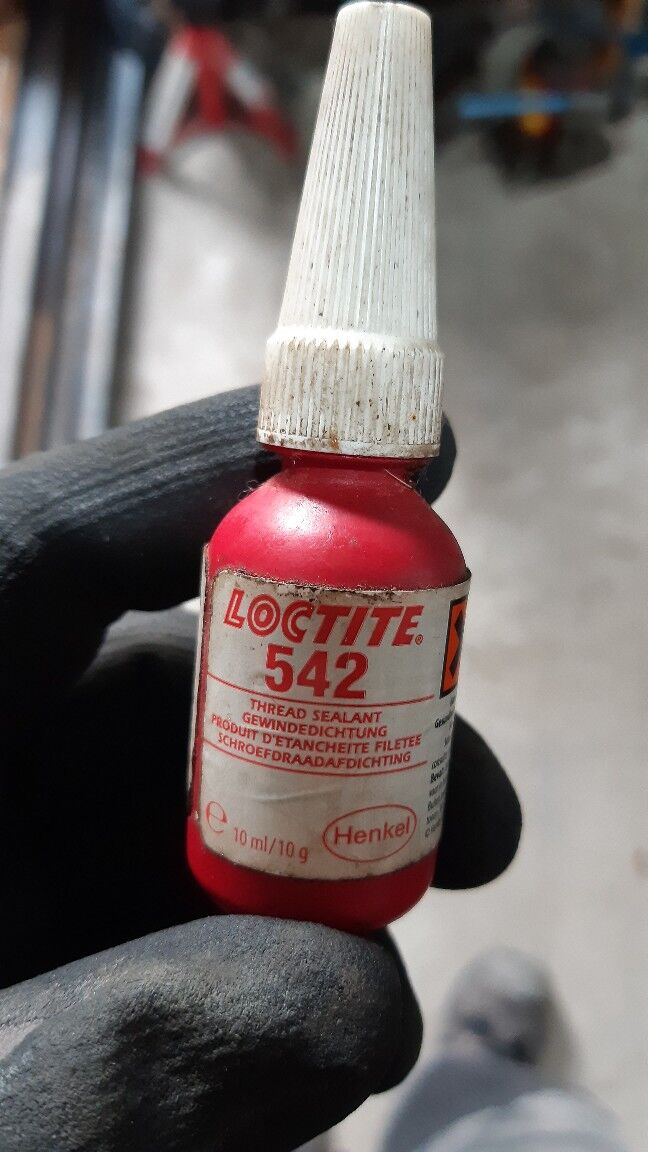 LOCTITE®
542
THREAD SEALANT
GEWINDEDICHTUNG
PRODUIT D'ETANCHEITE FILETEE
SCHROEFDRAADAFDICHTING
℮ 10 ml/10 g
Henkel